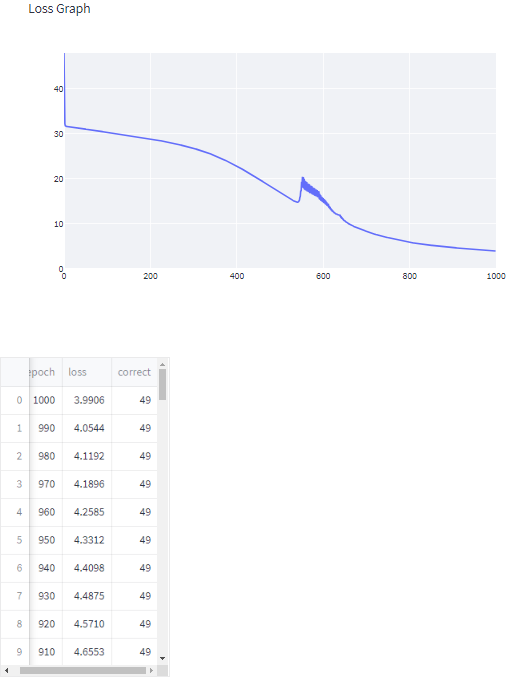 Loss Graph
40
30
20
10
0
0 200 400 600 800 1000
epoch loss correct
0 1000 3.9906 49
1 990 4.0544 49
2 980 4.1192 49
3 970 4.1896 49
4 960 4.2585 49
5 950 4.3312 49
6 940 4.4098 49
7 930 4.4875 49
8 920 4.5710 49
9 910 4.6553 49